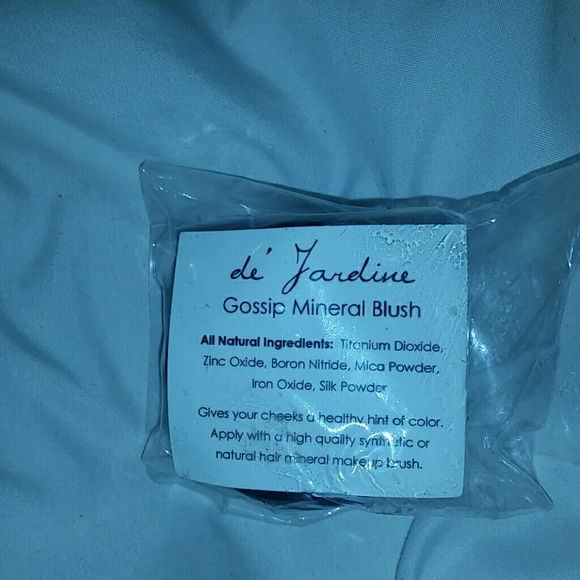 de' Jardine
Gossip Mineral Blush
All Natural Ingredients: Titanium Dioxide,
Zinc Oxide, Boron Nitride, Mica Powder,
Iron Oxide, Silk Powder
Gives your cheeks a healthy hint of color.
Apply with a high quality synthetic or
natural hair mineral makeup brush.